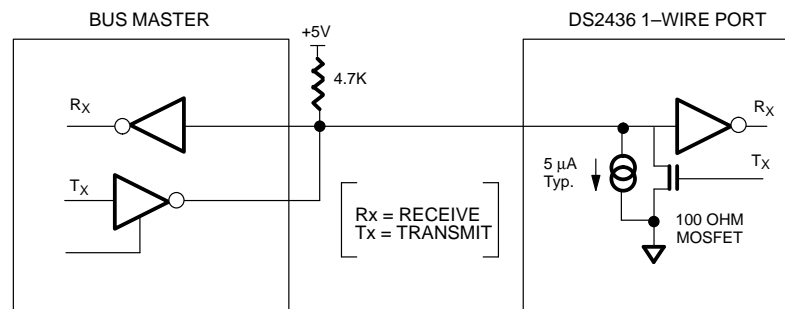 BUS MASTER
DS2436 1–WIRE PORT
+5V
4.7K
RX
RX
TX
5 μA
Typ.
TX
Rx = RECEIVE
Tx = TRANSMIT
100 OHM
MOSFET